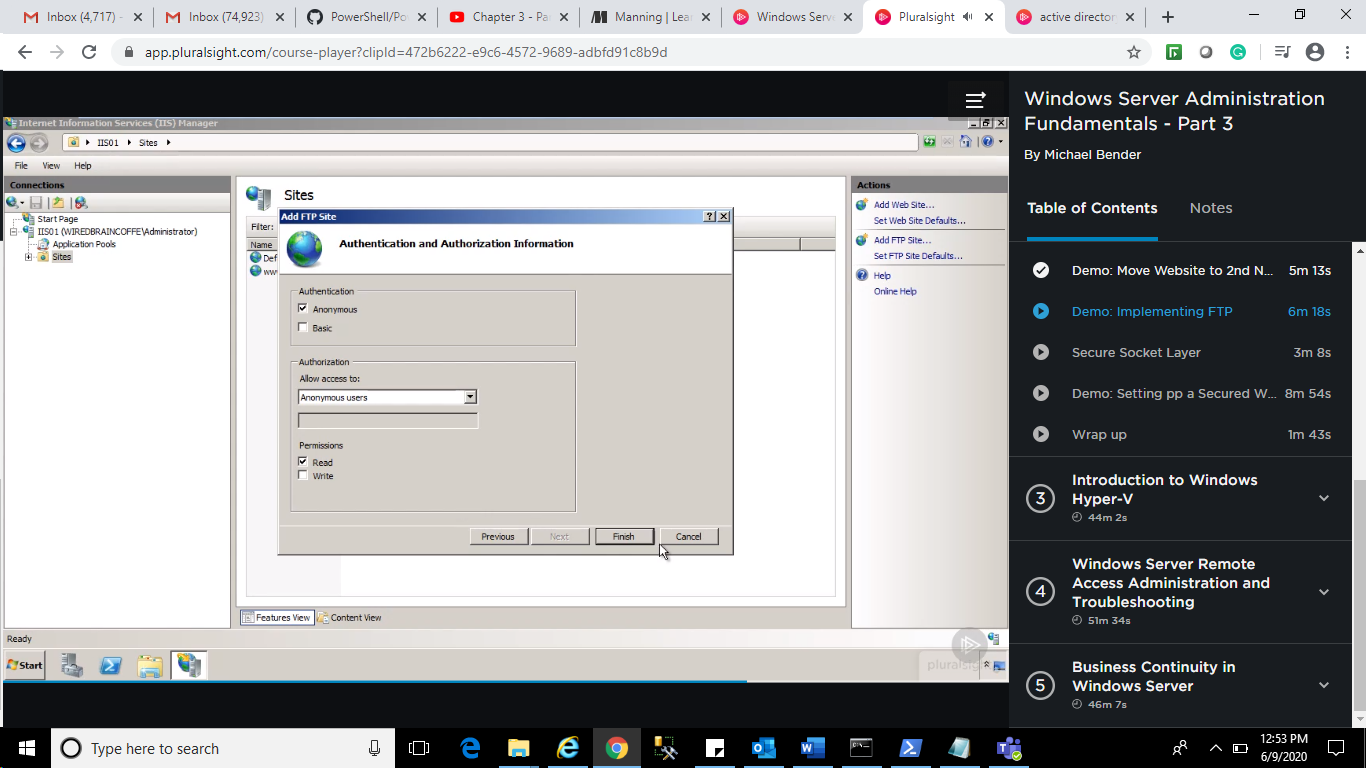 Inbox (4,717) -
Inbox (74,923)
PowerShell/Po
Chapter 3 - Pa
Manning | Lea
Windows Serv
Pluralsight
active director
app.pluralsight.com/course-player?clipId=472b6222-e9c6-4572-9689-adbfd91c8b9d
Internet Information Services (IIS) Manager
IIS01
Sites
File View Help
Connections
Start Page
IIS01 (WIREDBRAINCOFFE\Administrator)
Application Pools
Sites
Sites
Filter:
Name
Def
ww
Add FTP Site
Authentication and Authorization Information
Authentication
Anonymous
Basic
Authorization
Allow access to:
Anonymous users
Permissions
Read
Write
Previous
Next
Finish
Cancel
Features View
Content View
Actions
Add Web Site...
Set Web Site Defaults...
Add FTP Site...
Set FTP Site Defaults...
Help
Online Help
Ready
Start
pluralsig
Windows Server Administration
Fundamentals - Part 3
By Michael Bender
Table of Contents
Notes
Demo: Move Website to 2nd N... 5m 13s
Demo: Implementing FTP 6m 18s
Secure Socket Layer 3m 8s
Demo: Setting pp a Secured W... 8m 54s
Wrap up 1m 43s
3
Introduction to Windows
Hyper-V
44m 2s
4
Windows Server Remote
Access Administration and
Troubleshooting
51m 34s
5
Business Continuity in
Windows Server
46m 7s
Type here to search
12:53 PM
6/9/2020